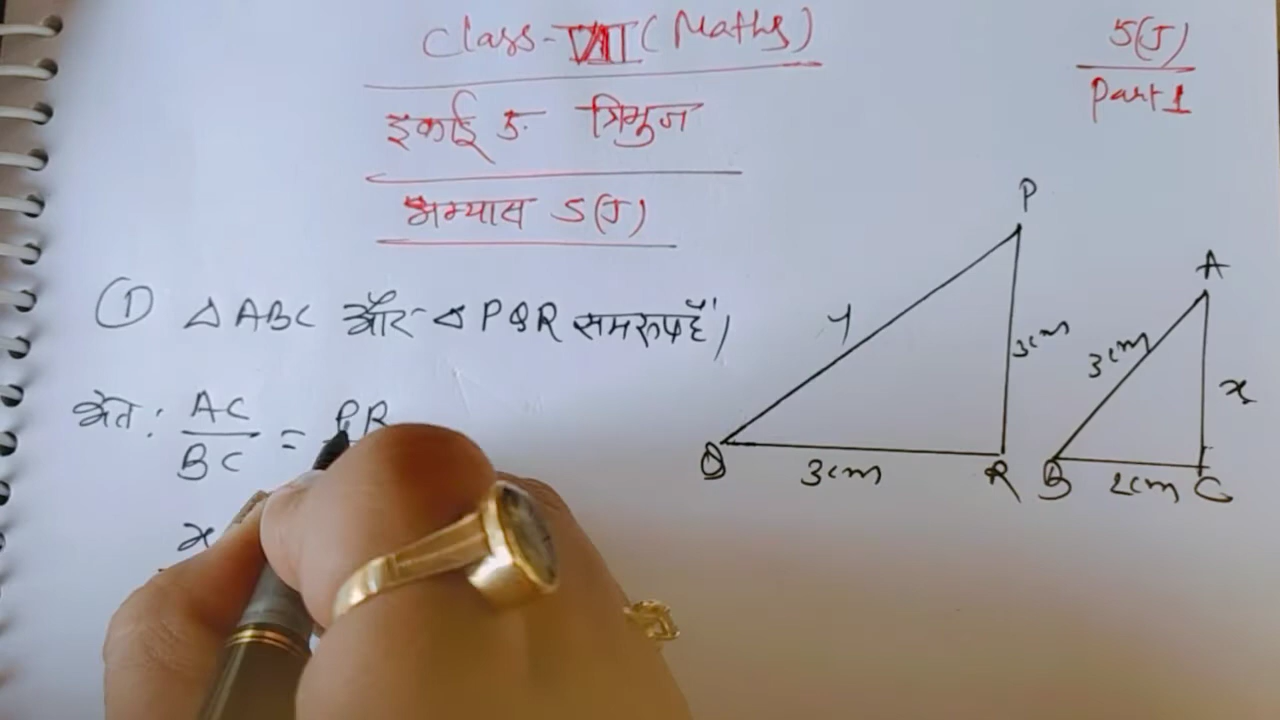 Class-VII (Maths)
5(J)
Part 1
इकाई 5 त्रिभुज
अभ्यास 5(J)
① △ABC और △PQR समरूप हैं।
अतः AC/BC = PR
x
P
y
3cm
Q
3cm
R
A
3cm
x
B
2cm
C